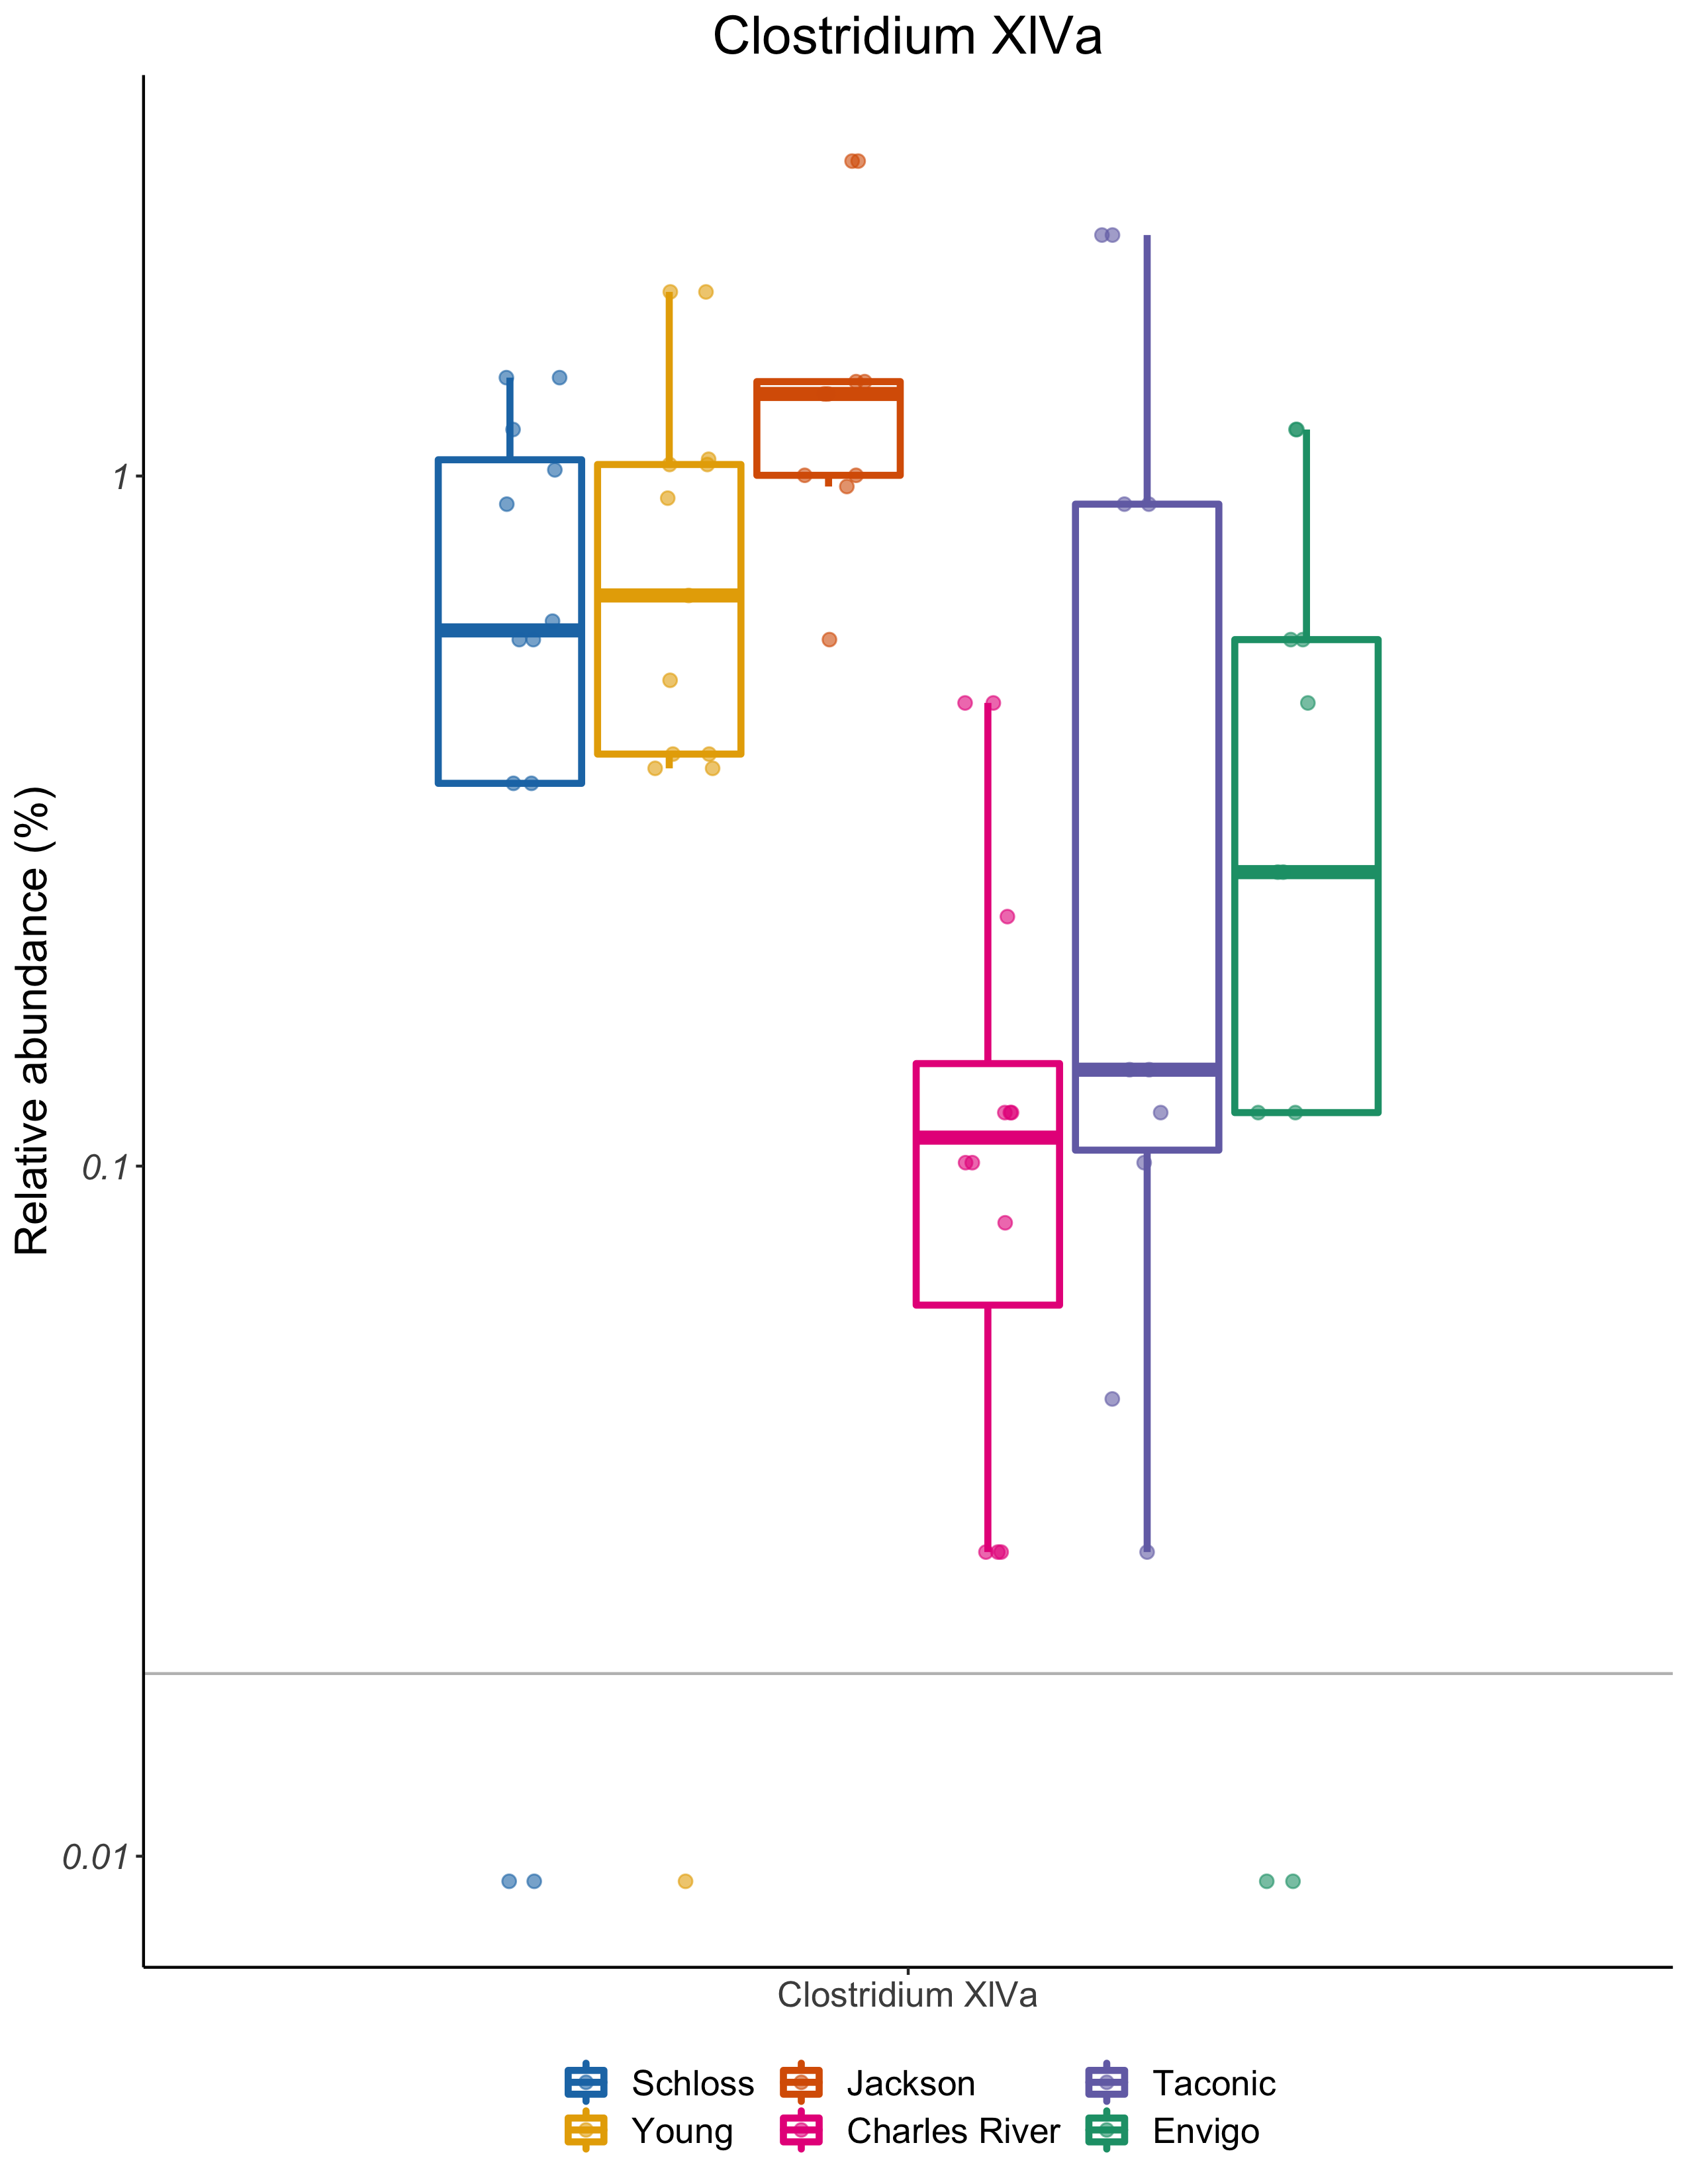 Clostridium XIVa
Relative abundance (%)
1
0.1
0.01
Clostridium XIVa
Schloss Jackson Taconic
Young Charles River Envigo